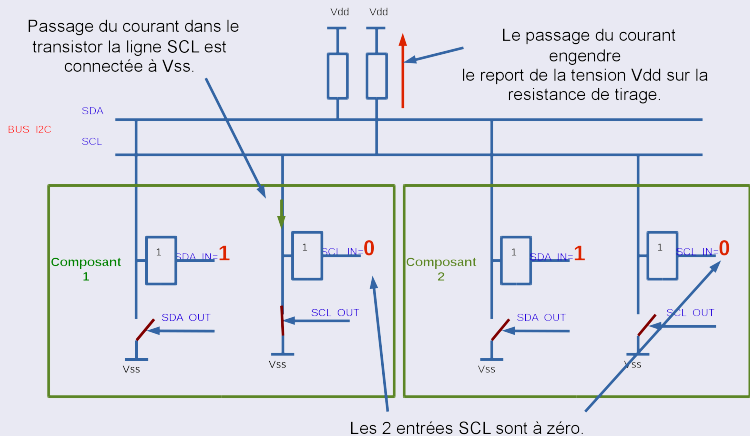 Vdd
Vdd
Passage du courant dans le
transistor la ligne SCL est
connectée à Vss.
Le passage du courant
engendre
le report de la tension Vdd sur la
resistance de tirage.
SDA
BUS I2C
SCL
Composant
1
1
SDA_IN=1
1
SCL_IN=0
SDA_OUT
SCL_OUT
Vss
Vss
Composant
2
1
SDA_IN=1
1
SCL_IN=0
SDA_OUT
SCL_OUT
Vss
Vss
Les 2 entrées SCL sont à zéro.